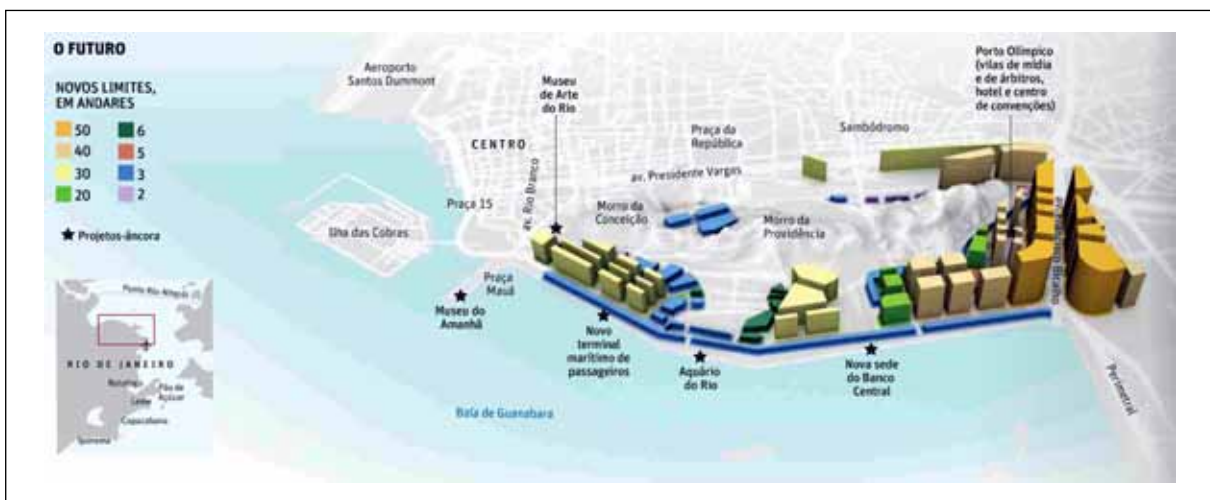 O FUTURO
NOVOS LIMITES,
EM ANDARES
50
40
30
20
6
5
3
2
★ Projetos-âncora
Aeroporto
Santos Dummont
Museu
de Arte
do Rio
CENTRO
Praça da
República
Sambódromo
Porto Olímpico
(vilas de mídia
e de árbitros,
hotel e centro
de convenções)
av. Presidente Vargas
av. Rio Branco
Praça 15
Ilha das Cobras
Morro da
Conceição
Morro da
Providência
Praça
Mauá
Museu do
Amanhã
Novo
terminal
marítimo de
passageiros
Aquário
do Rio
Nova sede
do Banco
Central
Perimetral
Baía de Guanabara
RIO DE JANEIRO
Botafogo
Pão de
Açúcar
Leme
Copacabana
Ipanema